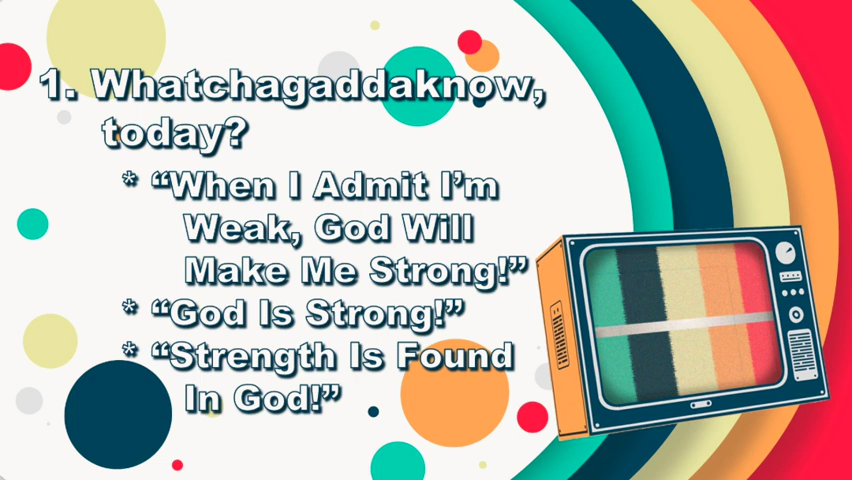 1. Whatchagaddaknow,
today?
* “When I Admit I’m
Weak, God Will
Make Me Strong!”
* “God Is Strong!”
* “Strength Is Found
In God!”